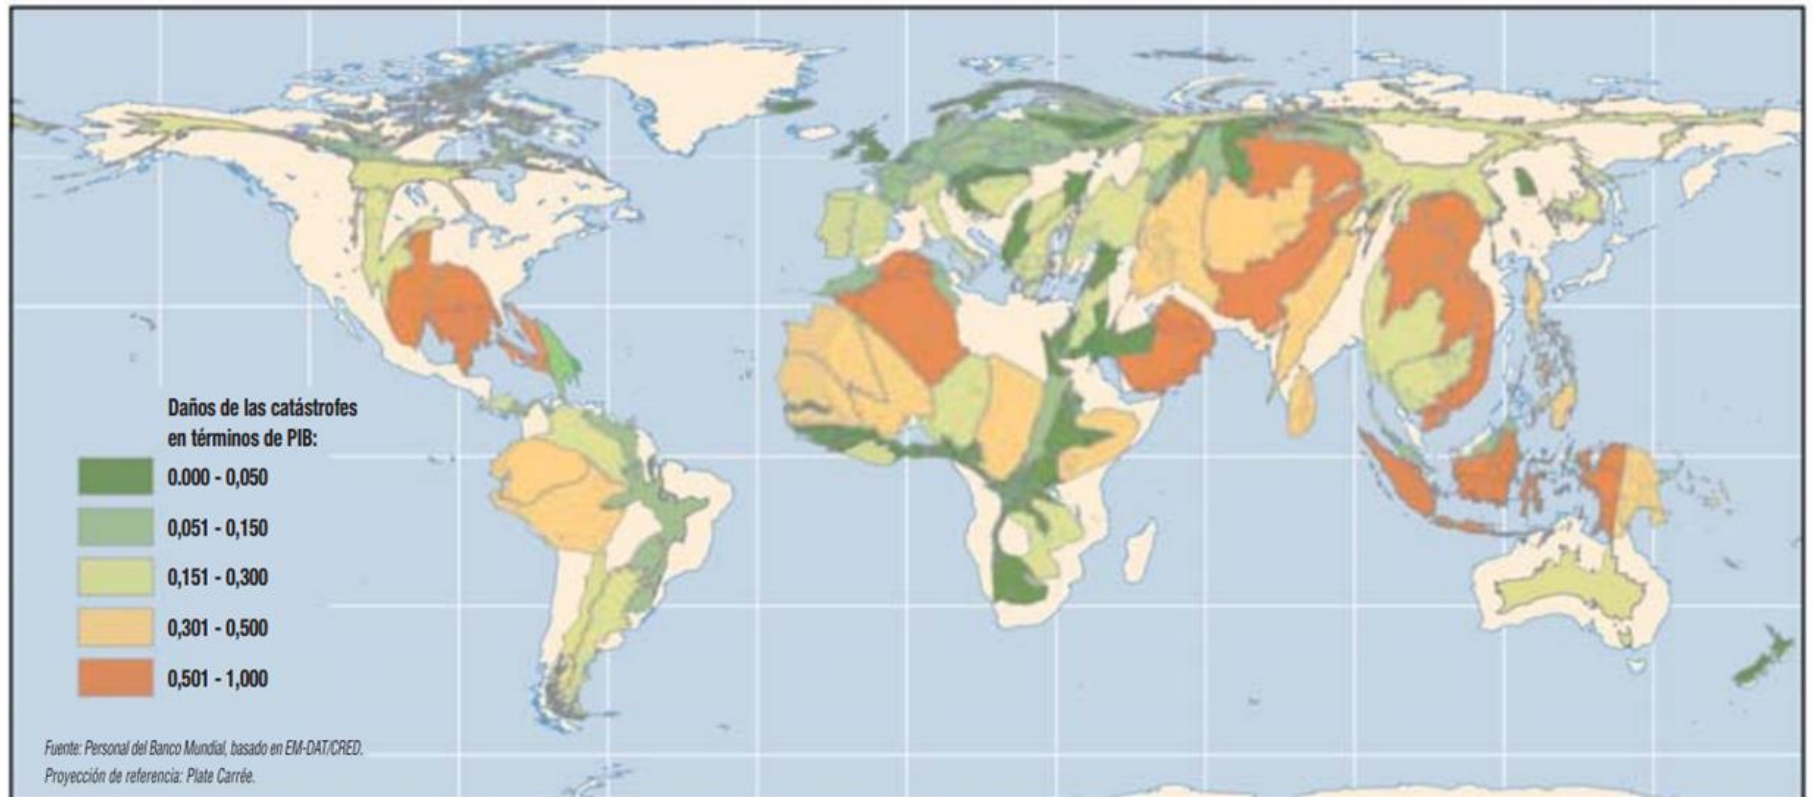 Daños de las catástrofes
en términos de PIB:
0.000 - 0,050
0,051 - 0,150
0,151 - 0,300
0,301 - 0,500
0,501 - 1,000
Fuente: Personal del Banco Mundial, basado en EM-DAT/CRED.
Proyección de referencia: Plate Carrée.